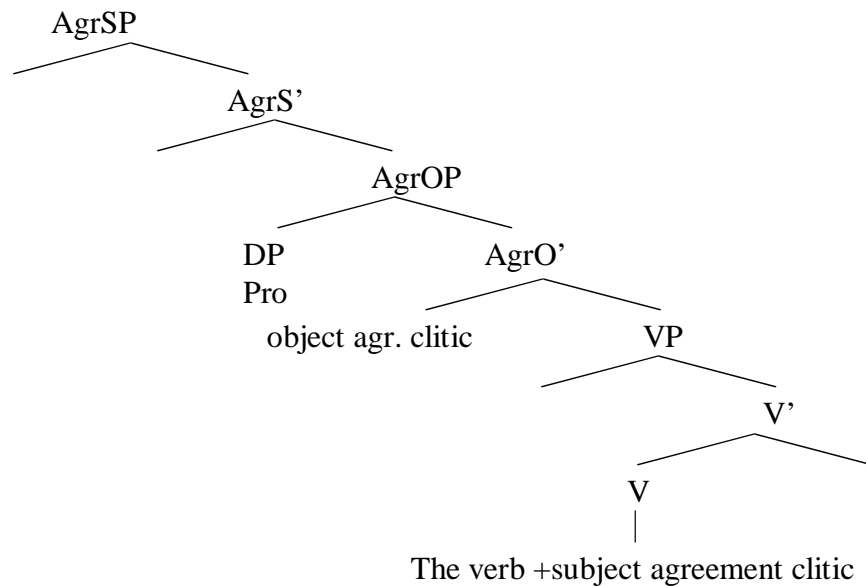 AgrSP
AgrS’
AgrOP
DP
AgrO’
Pro
object agr. clitic
VP
V’
V
The verb +subject agreement clitic